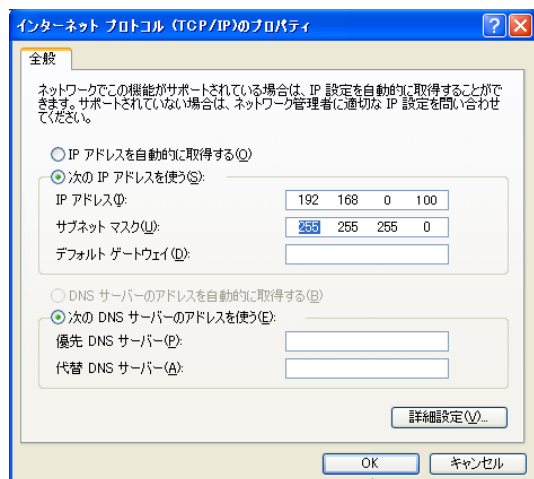 インターネット プロトコル (TCP/IP)のプロパティ
全般
ネットワークでこの機能がサポートされている場合は、IP 設定を自動的に取得することがで
きます。サポートされていない場合は、ネットワーク管理者に適切な IP 設定を問い合わせ
てください。
IP アドレスを自動的に取得する(O)
次の IP アドレスを使う(S):
IP アドレス(I): 192 168 0 100
サブネット マスク(U): 255 255 255 0
デフォルト ゲートウェイ(D):
DNS サーバーのアドレスを自動的に取得する(B)
次の DNS サーバーのアドレスを使う(E):
優先 DNS サーバー(P):
代替 DNS サーバー(A):
詳細設定(V)...
OK キャンセル